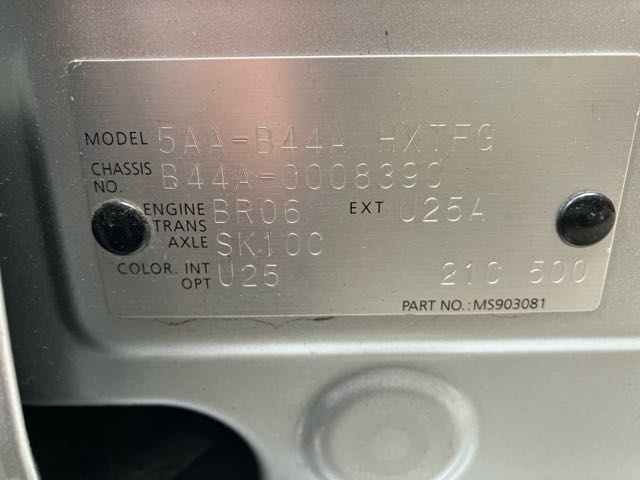 MODEL 5AA-B44A HXTFG
CHASSIS NO. B44A-0008390
ENGINE BR06 EXT U25A
TRANS AXLE SK10C
COLOR. INT U25 21C 500
OPT
PART NO.: MS903081